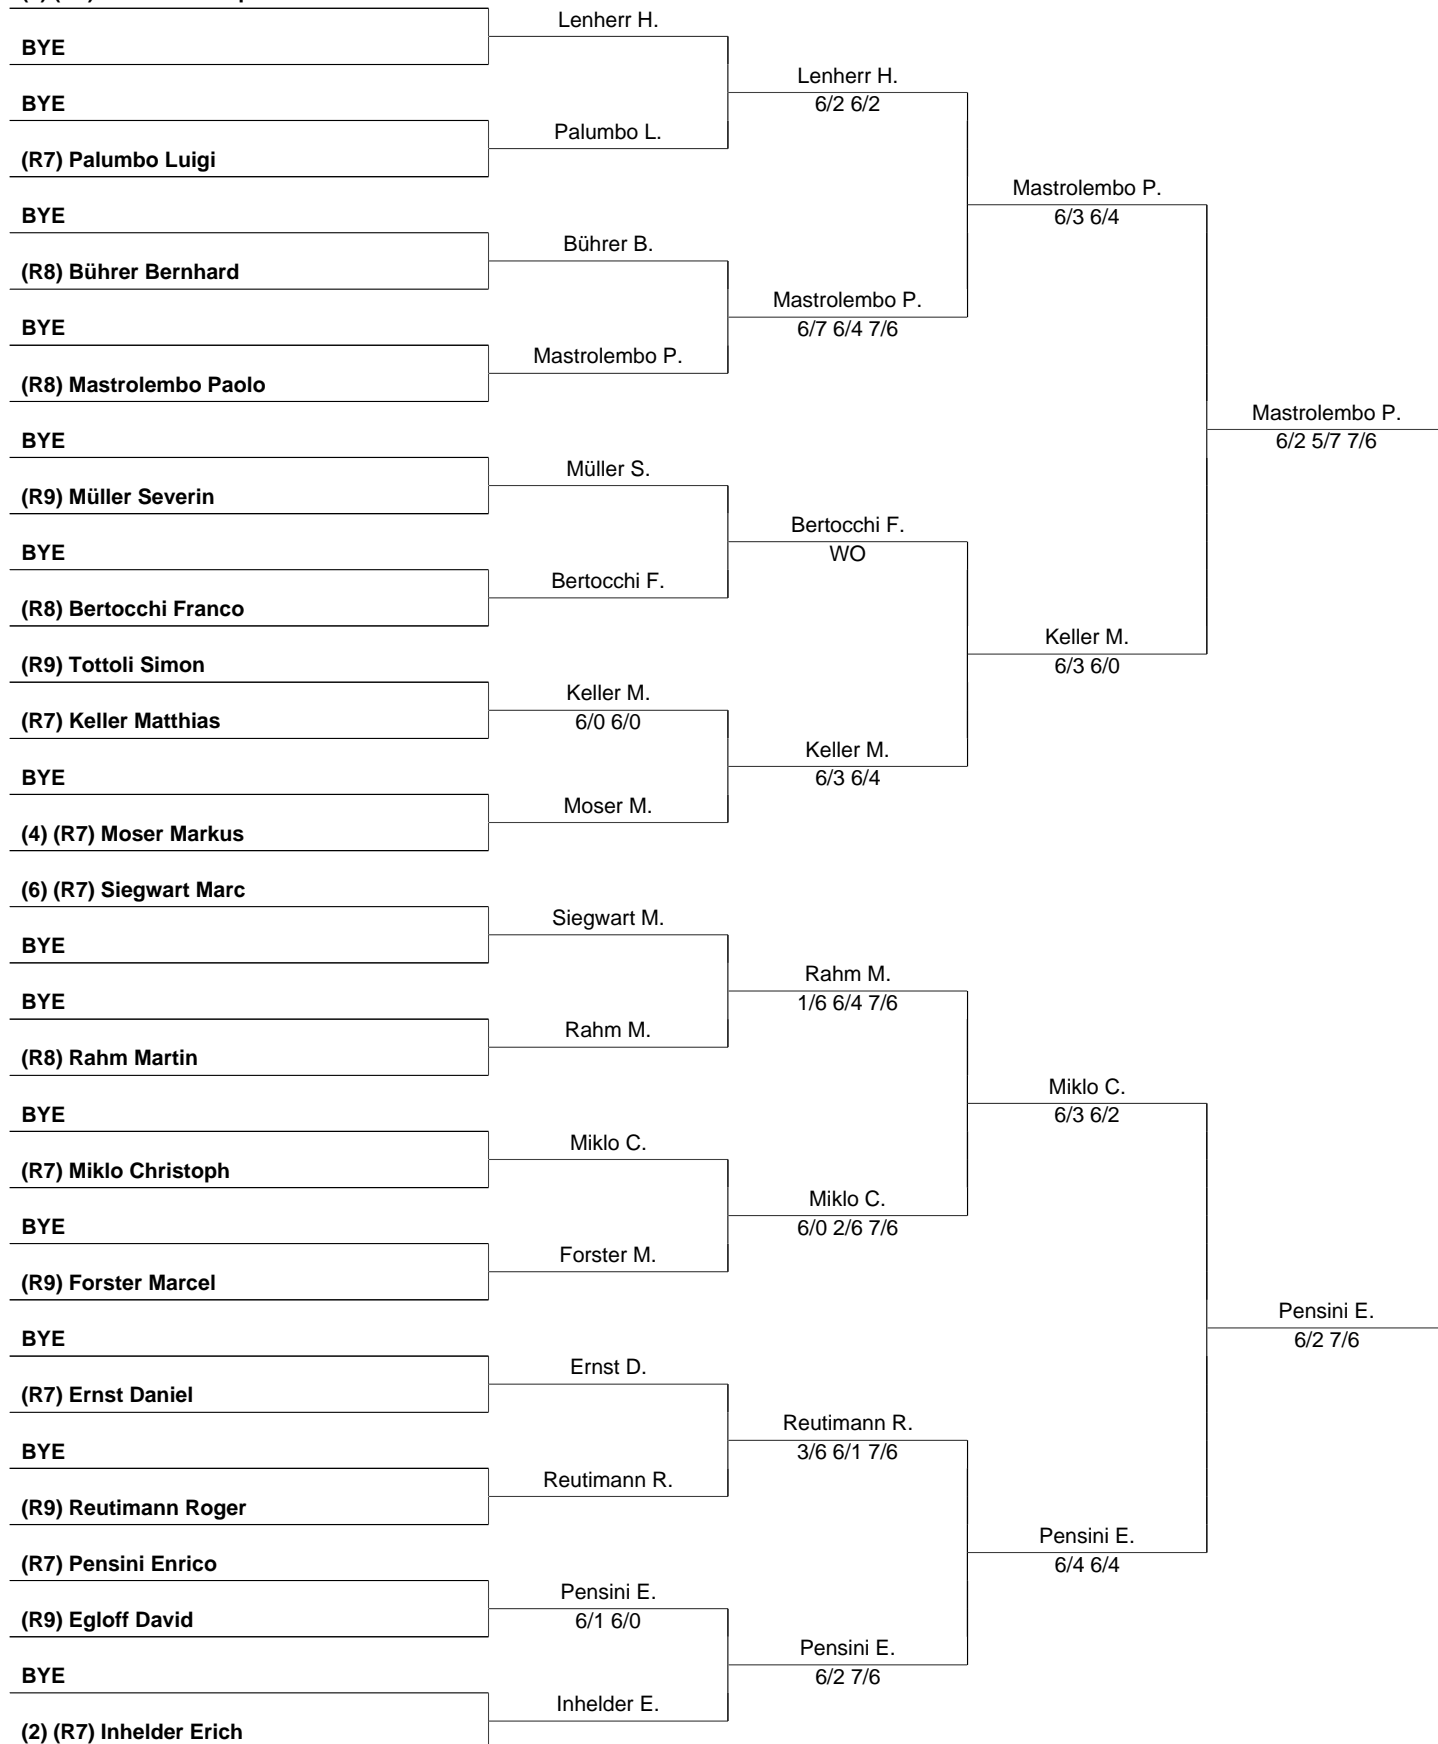 BYE
BYE
(R7) Palumbo Luigi
BYE
(R8) Bührer Bernhard
BYE
(R8) Mastrolembo Paolo
BYE
(R9) Müller Severin
BYE
(R8) Bertocchi Franco
(R9) Tottoli Simon
(R7) Keller Matthias
BYE
(4) (R7) Moser Markus
(6) (R7) Siegwart Marc
BYE
BYE
(R8) Rahm Martin
BYE
(R7) Miklo Christoph
BYE
(R9) Forster Marcel
BYE
(R7) Ernst Daniel
BYE
(R9) Reutimann Roger
(R7) Pensini Enrico
(R9) Egloff David
BYE
(2) (R7) Inhelder Erich
Lenherr H.
Palumbo L.
Bührer B.
Mastrolembo P.
Müller S.
Bertocchi F.
Keller M.
6/0 6/0
Moser M.
Siegwart M.
Rahm M.
Miklo C.
Forster M.
Ernst D.
Reutimann R.
Pensini E.
6/1 6/0
Inhelder E.
Lenherr H.
6/2 6/2
Mastrolembo P.
6/7 6/4 7/6
Bertocchi F.
WO
Keller M.
6/3 6/4
Rahm M.
1/6 6/4 7/6
Miklo C.
6/0 2/6 7/6
Reutimann R.
3/6 6/1 7/6
Pensini E.
6/2 7/6
Mastrolembo P.
6/3 6/4
Keller M.
6/3 6/0
Miklo C.
6/3 6/2
Pensini E.
6/4 6/4
Mastrolembo P.
6/2 5/7 7/6
Pensini E.
6/2 7/6